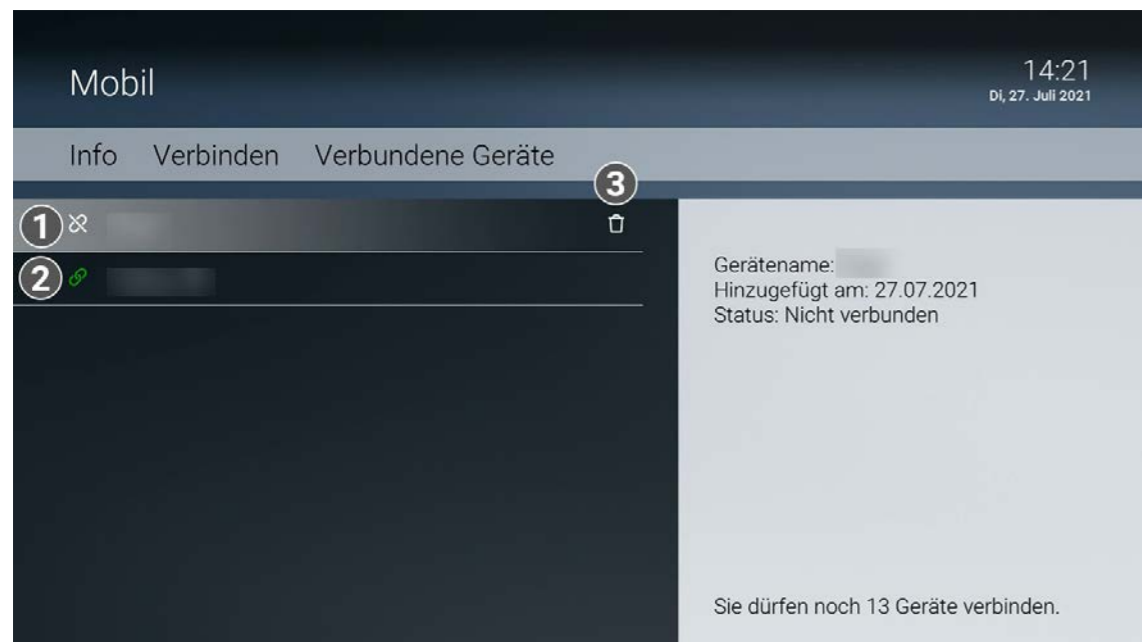 Mobil
14:21
Di, 27. Juli 2021
Info Verbinden Verbundene Geräte
3
1
2
Gerätename:
Hinzugefügt am: 27.07.2021
Status: Nicht verbunden
Sie dürfen noch 13 Geräte verbinden.